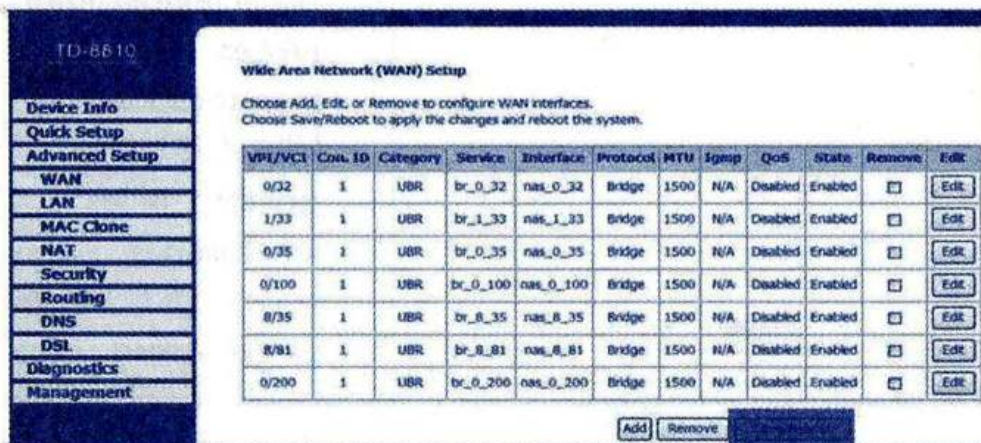 TD-8810
Device Info
Quick Setup
Advanced Setup
WAN
LAN
MAC Clone
NAT
Security
Routing
DNS
DSL
Diagnostics
Management
Wide Area Network (WAN) Setup
Choose Add, Edit, or Remove to configure WAN interfaces.
Choose Save/Reboot to apply the changes and reboot the system.
VPI/VCI Con. ID Category Service Interface Protocol MTU Igmp QoS State Remove Edit
0/32 1 UBR br_0_32 nas_0_32 Bridge 1500 N/A Disabled Enabled Edit
1/33 1 UBR br_1_33 nas_1_33 Bridge 1500 N/A Disabled Enabled Edit
0/35 1 UBR br_0_35 nas_0_35 Bridge 1500 N/A Disabled Enabled Edit
0/100 1 UBR br_0_100 nas_0_100 Bridge 1500 N/A Disabled Enabled Edit
8/35 1 UBR br_8_35 nas_8_35 Bridge 1500 N/A Disabled Enabled Edit
8/81 1 UBR br_8_81 nas_8_81 Bridge 1500 N/A Disabled Enabled Edit
0/200 1 UBR br_0_200 nas_0_200 Bridge 1500 N/A Disabled Enabled Edit
Add Remove